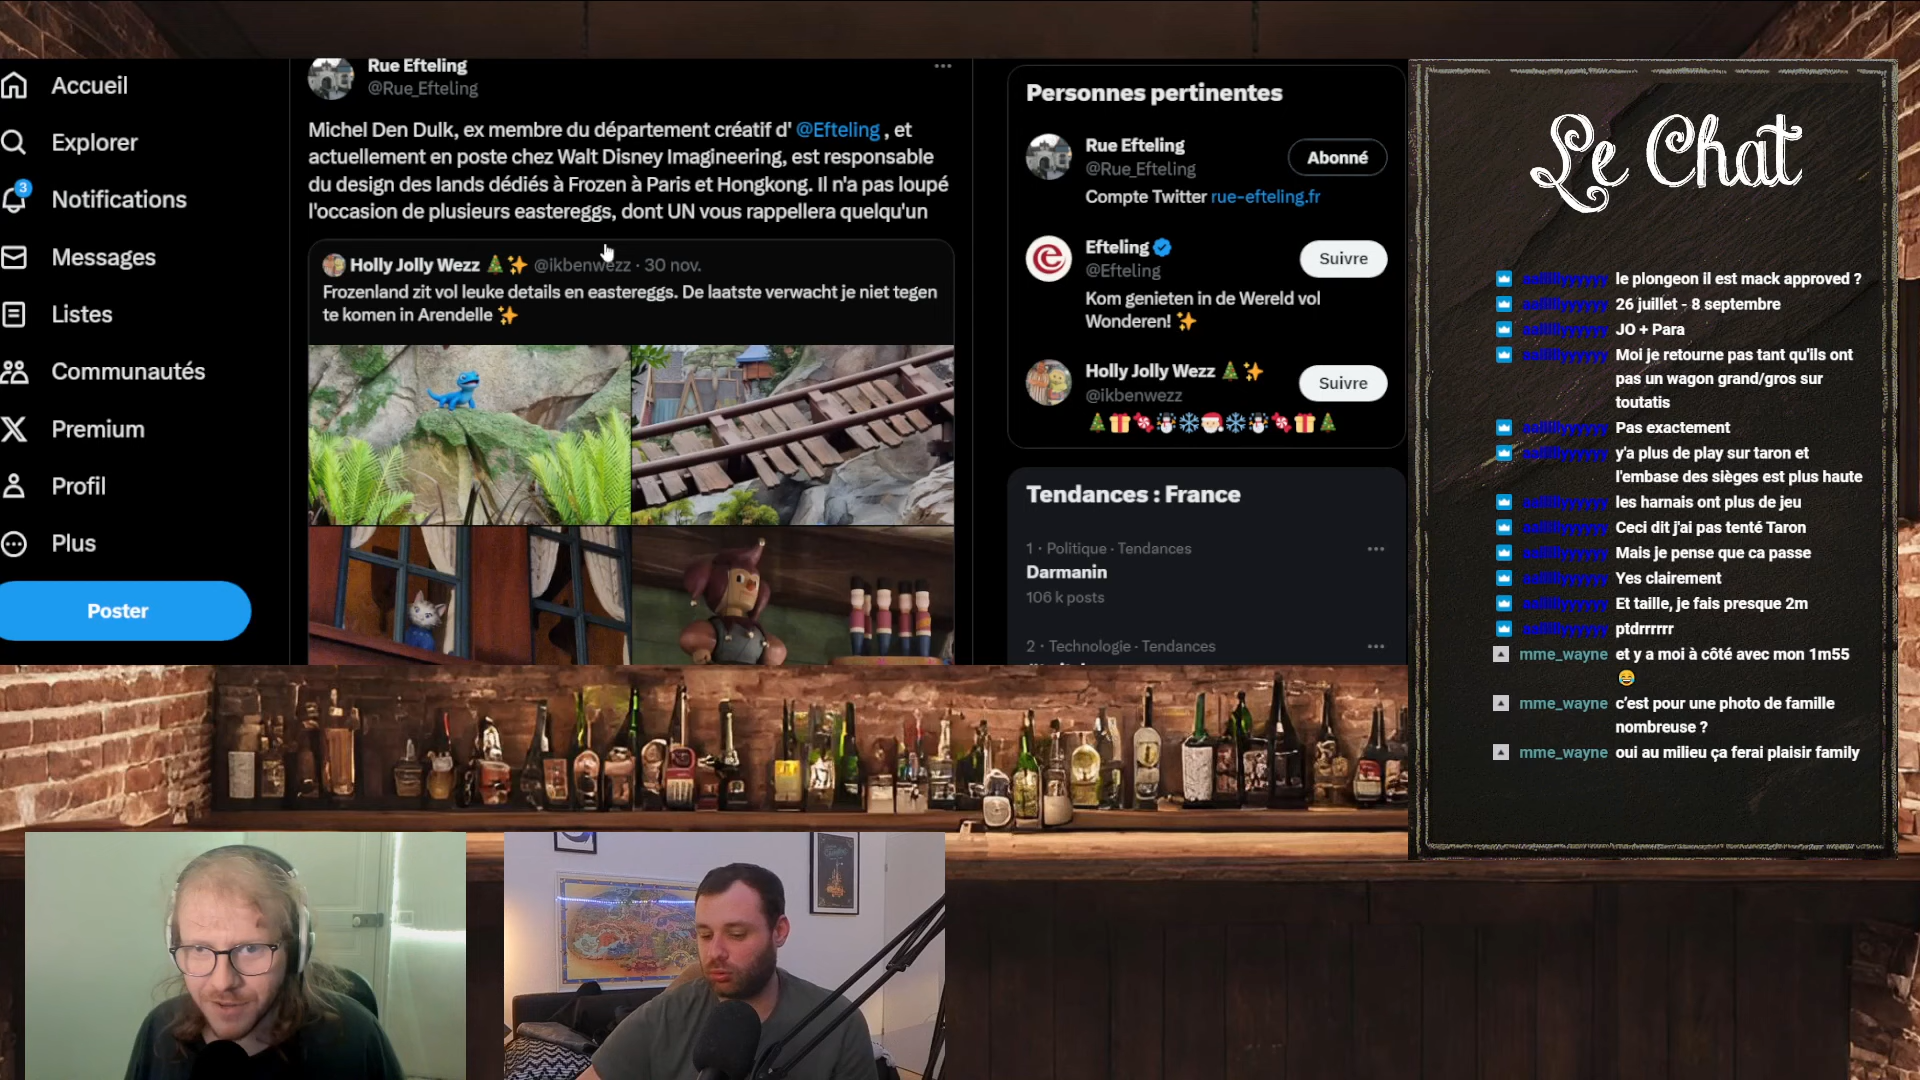 Accueil
Explorer
3
Notifications
Messages
Listes
Communautés
Premium
Profil
Plus
Poster
Rue Efteling
@Rue_Efteling
Michel Den Dulk, ex membre du département créatif d' @Efteling , et
actuellement en poste chez Walt Disney Imagineering, est responsable
du design des lands dédiés à Frozen à Paris et Hongkong. Il n'a pas loupé
l'occasion de plusieurs eastereggs, dont UN vous rappellera quelqu'un
Holly Jolly Wezz 🎄✨ @ikbenwezz · 30 nov.
Frozenland zit vol leuke details en eastereggs. De laatste verwacht je niet tegen
te komen in Arendelle ✨
Personnes pertinentes
Rue Efteling
@Rue_Efteling
Abonné
Compte Twitter rue-efteling.fr
Efteling
@Efteling
Suivre
Kom genieten in de Wereld vol
Wonderen! ✨
Holly Jolly Wezz 🎄✨
@ikbenwezz
Suivre
🎄🎁🍬☃️❄️🎅❄️☃️🍬🎁🎄
Tendances : France
1 · Politique · Tendances
Darmanin
106 k posts
2 · Technologie · Tendances
Le Chat
le plongeon il est mack approved ?
26 juillet - 8 septembre
JO + Para
Moi je retourne pas tant qu'ils ont
pas un wagon grand/gros sur
toutatis
Pas exactement
y'a plus de play sur taron et
l'embase des sièges est plus haute
les harnais ont plus de jeu
Ceci dit j'ai pas tenté Taron
Mais je pense que ca passe
Yes clairement
Et taille, je fais presque 2m
ptdrrrrrr
mme_wayne et y a moi à côté avec mon 1m55
😂
mme_wayne c'est pour une photo de famille
nombreuse ?
mme_wayne oui au milieu ça ferai plaisir family